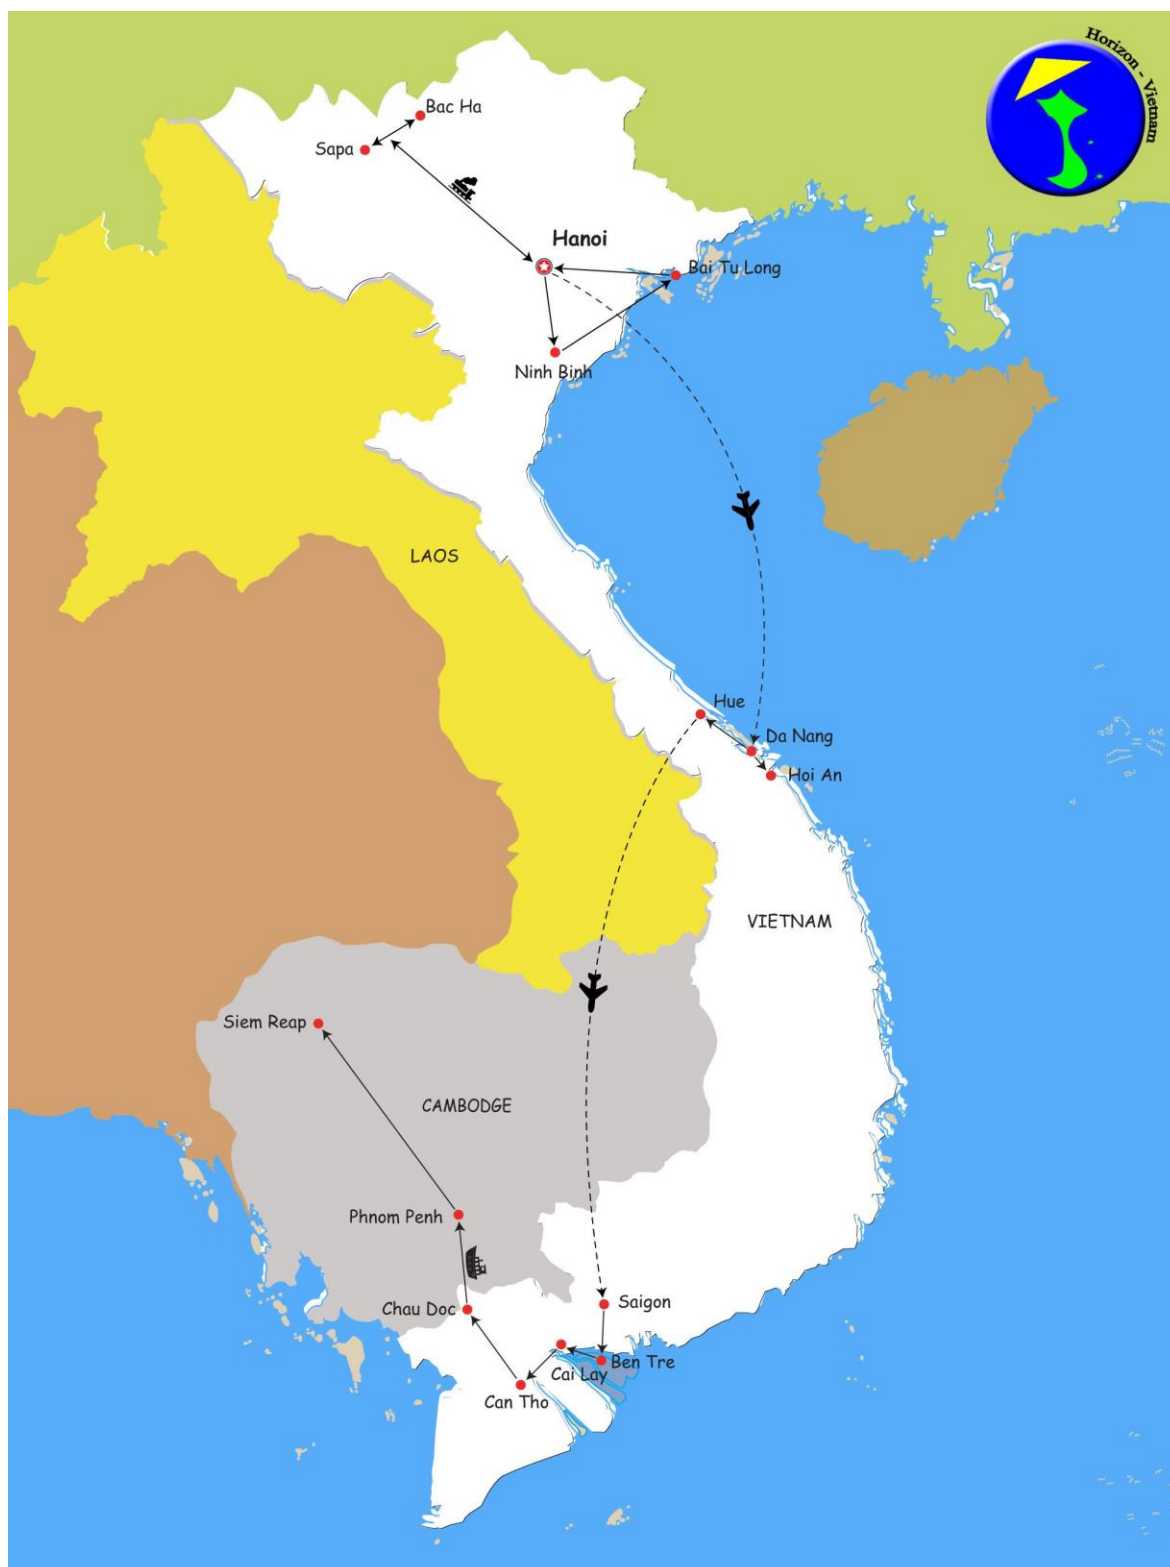 Horizon - Vietnam
Bac Ha
Sapa
Hanoi
Bai Tu Long
Ninh Binh
LAOS
Hue
Da Nang
Hoi An
VIETNAM
Siem Reap
CAMBODGE
Phnom Penh
Chau Doc
Saigon
Ben Tre
Cai Lay
Can Tho